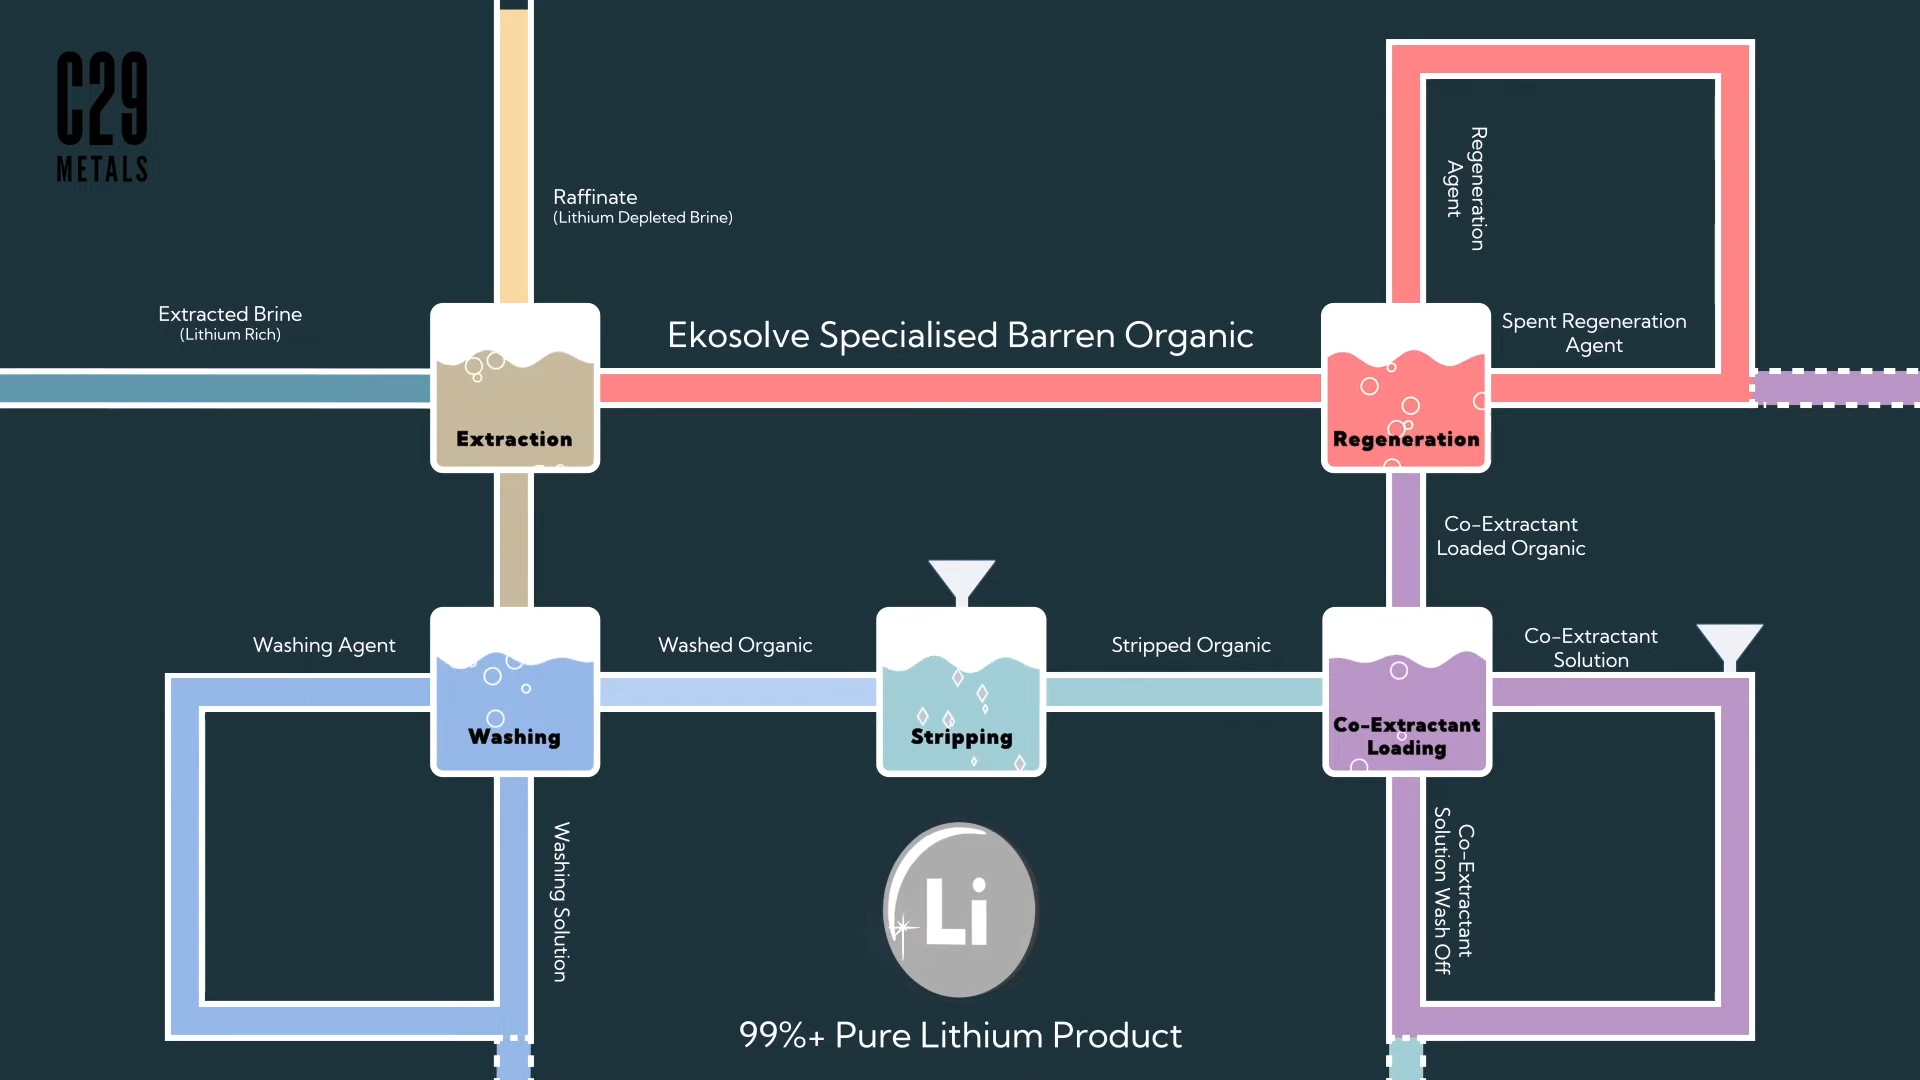 C29
METALS
Raffinate
(Lithium Depleted Brine)
Regeneration
Agent
Extracted Brine
(Lithium Rich)
Ekosolve Specialised Barren Organic
Spent Regeneration
Agent
Extraction
Regeneration
Co-Extractant
Loaded Organic
Washing Agent
Washed Organic
Stripped Organic
Co-Extractant
Solution
Washing
Stripping
Co-Extractant
Loading
Washing Solution
Co-Extractant
Solution Wash Off
Li
99%+ Pure Lithium Product